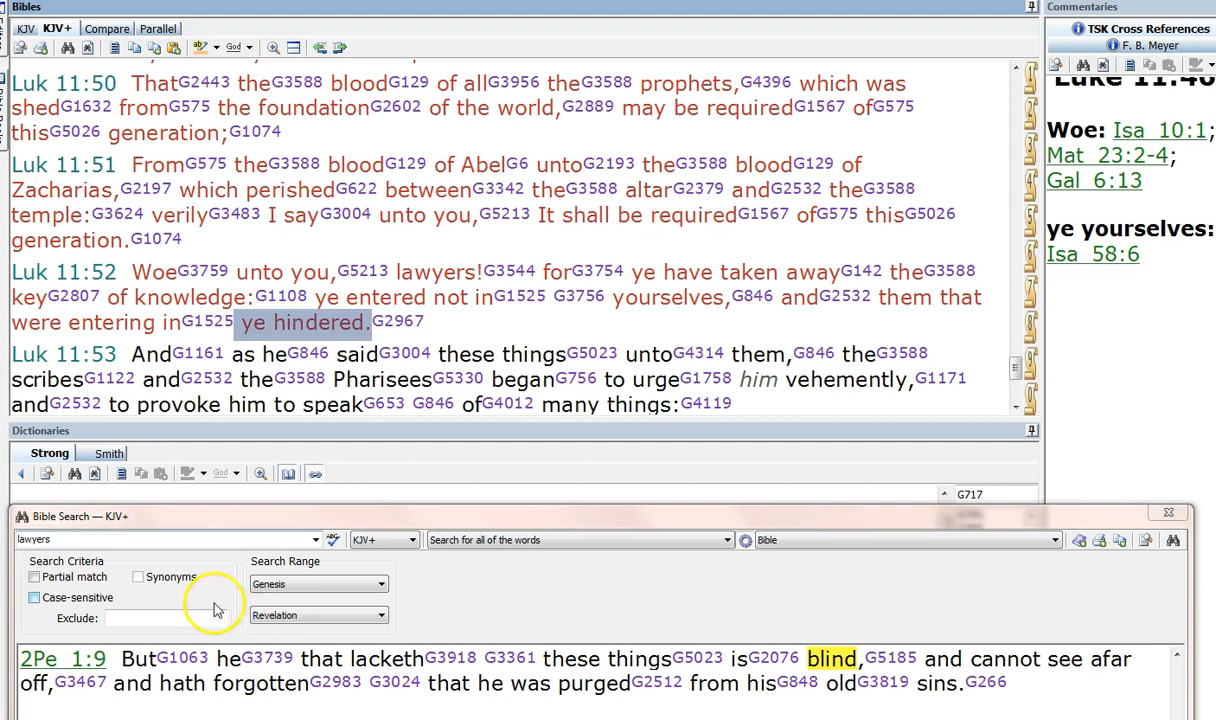 Bibles
KJV KJV+ Compare Parallel
God
Luk 11:50 ThatG2443 theG3588 bloodG129 of allG3956 theG3588 prophets,G4396 which was
shedG1632 fromG575 the foundationG2602 of the world,G2889 may be requiredG1567 ofG575
thisG5026 generation;G1074
Luk 11:51 FromG575 theG3588 bloodG129 of AbelG6 untoG2193 theG3588 bloodG129 of
Zacharias,G2197 which perishedG622 betweenG3342 theG3588 altarG2379 andG2532 theG3588
temple:G3624 verilyG3483 I sayG3004 unto you,G5213 It shall be requiredG1567 ofG575 thisG5026
generation.G1074
Luk 11:52 WoeG3759 unto you,G5213 lawyers!G3544 forG3754 ye have taken awayG142 theG3588
keyG2807 of knowledge:G1108 ye entered not inG1525 G3756 yourselves,G846 andG2532 them that
were entering inG1525 ye hindered.G2967
Luk 11:53 AndG1161 as heG846 saidG3004 these thingsG5023 untoG4314 them,G846 theG3588
scribesG1122 andG2532 theG3588 PhariseesG5330 beganG756 to urgeG1758 him vehemently,G1171
andG2532 to provoke him to speakG653 G846 ofG4012 many things:G4119
Commentaries
TSK Cross References
F. B. Meyer
Woe: Isa 10:1;
Mat 23:2-4;
Gal 6:13
ye yourselves:
Isa 58:6
Dictionaries
Strong Smith
God
G717
Bible Search — KJV+
lawyers KJV+ Search for all of the words Bible
Search Criteria Search Range
Partial match Synonyms Genesis
Case-sensitive
Exclude: Revelation
2Pe 1:9 ButG1063 heG3739 that lackethG3918 G3361 these thingsG5023 isG2076 blind,G5185 and cannot see afar
off,G3467 and hath forgottenG2983 G3024 that he was purgedG2512 from hisG848 oldG3819 sins.G266